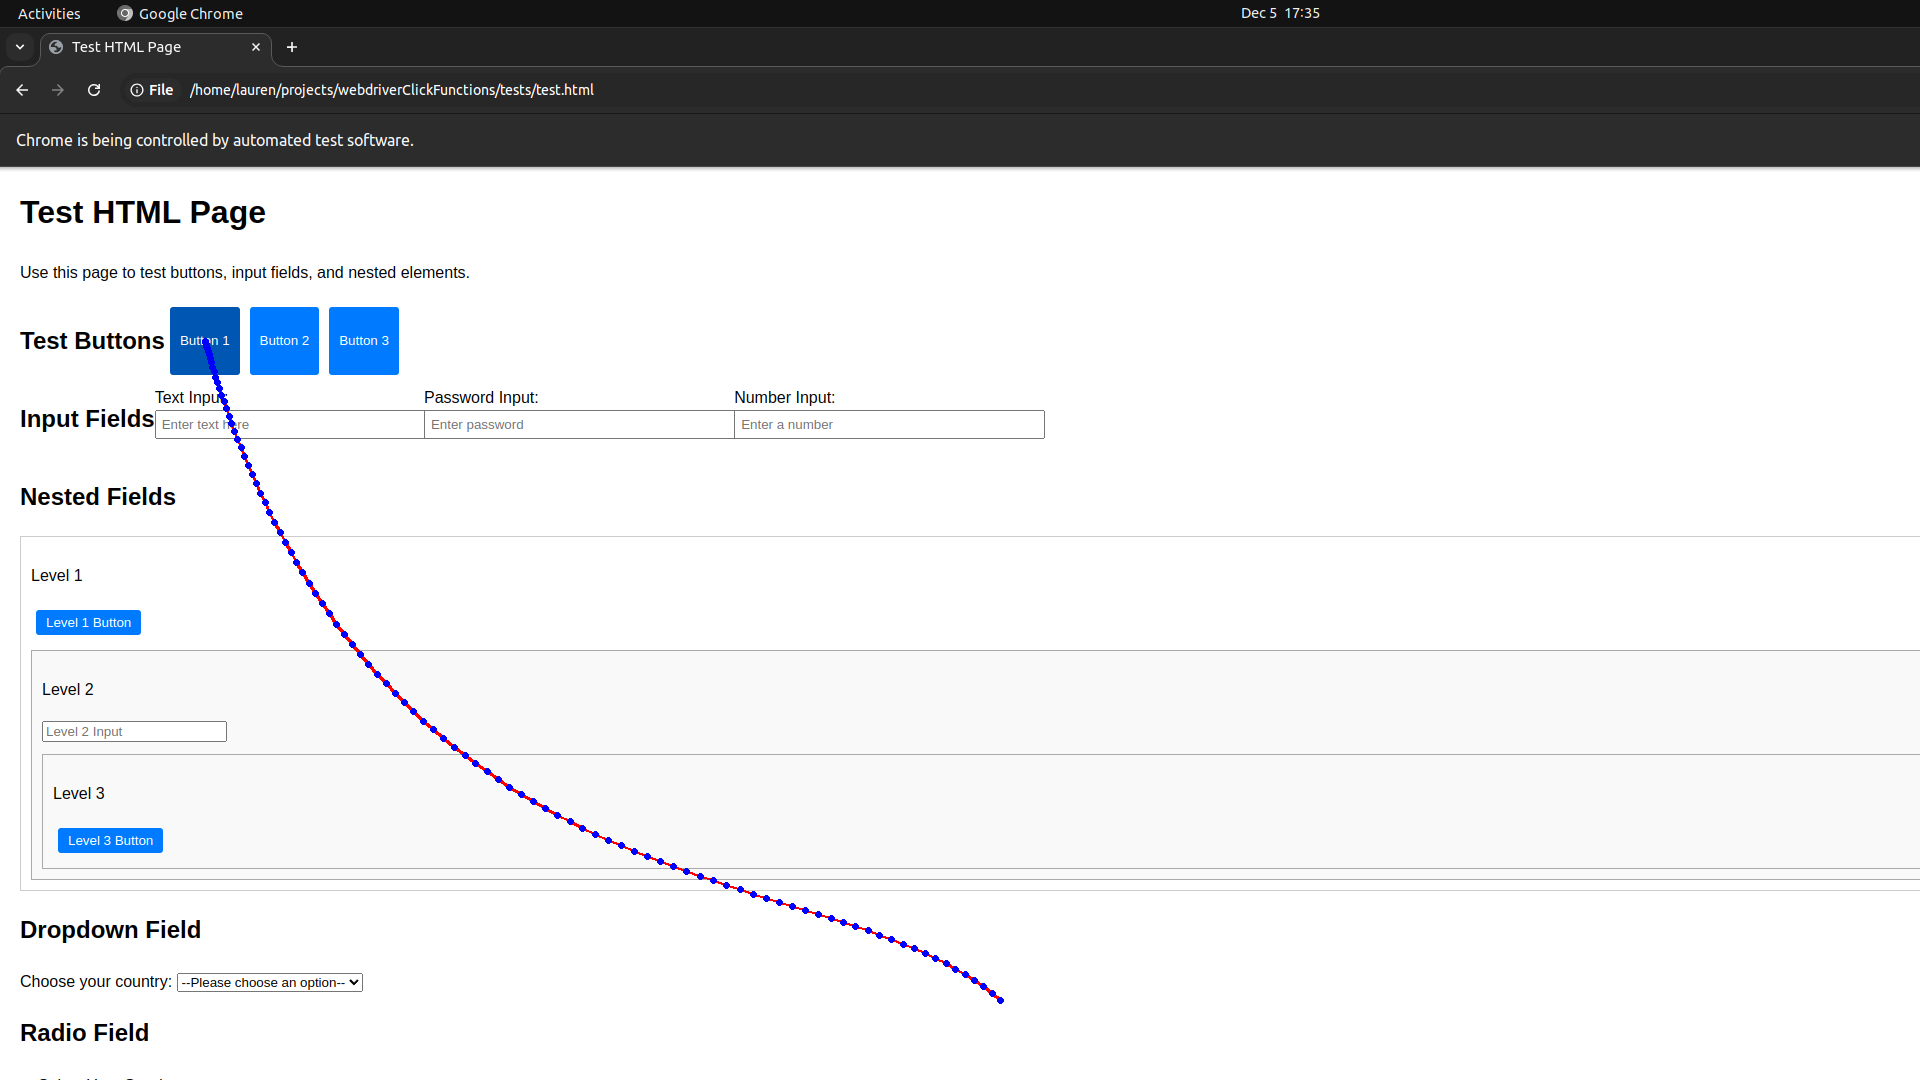 Activities
Google Chrome
Dec 5 17:35
Test HTML Page
File /home/lauren/projects/webdriverClickFunctions/tests/test.html
Chrome is being controlled by automated test software.
Test HTML Page
Use this page to test buttons, input fields, and nested elements.
Test Buttons
Button 1
Button 2
Button 3
Input Fields
Text Input:
Enter text here
Password Input:
Enter password
Number Input:
Enter a number
Nested Fields
Level 1
Level 1 Button
Level 2
Level 2 Input
Level 3
Level 3 Button
Dropdown Field
Choose your country: --Please choose an option--
Radio Field